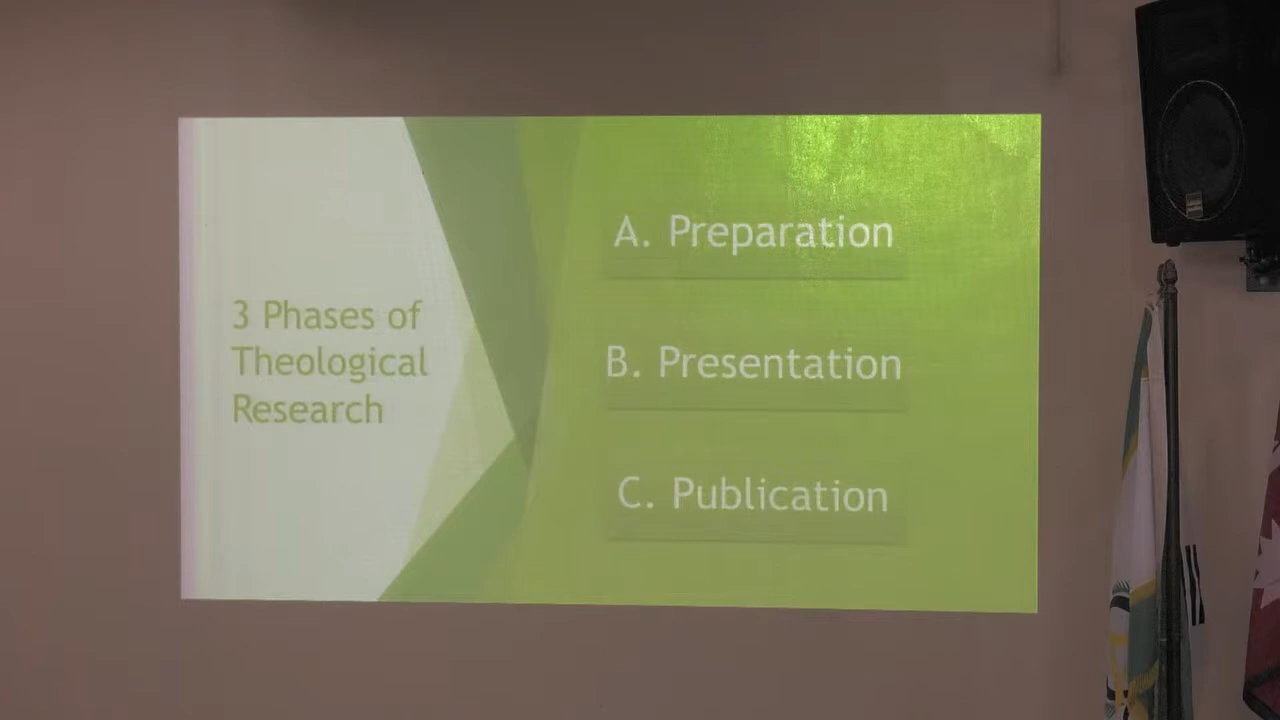 3 Phases of
Theological
Research
A. Preparation
B. Presentation
C. Publication